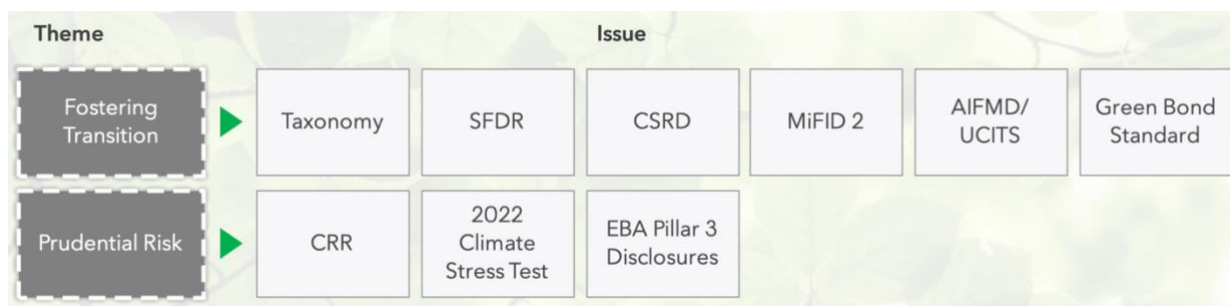 Theme
Issue
Fostering
Transition
Taxonomy
SFDR
CSRD
MiFID 2
AIFMD/
UCITS
Green Bond
Standard
Prudential Risk
CRR
2022
Climate
Stress Test
EBA Pillar 3
Disclosures